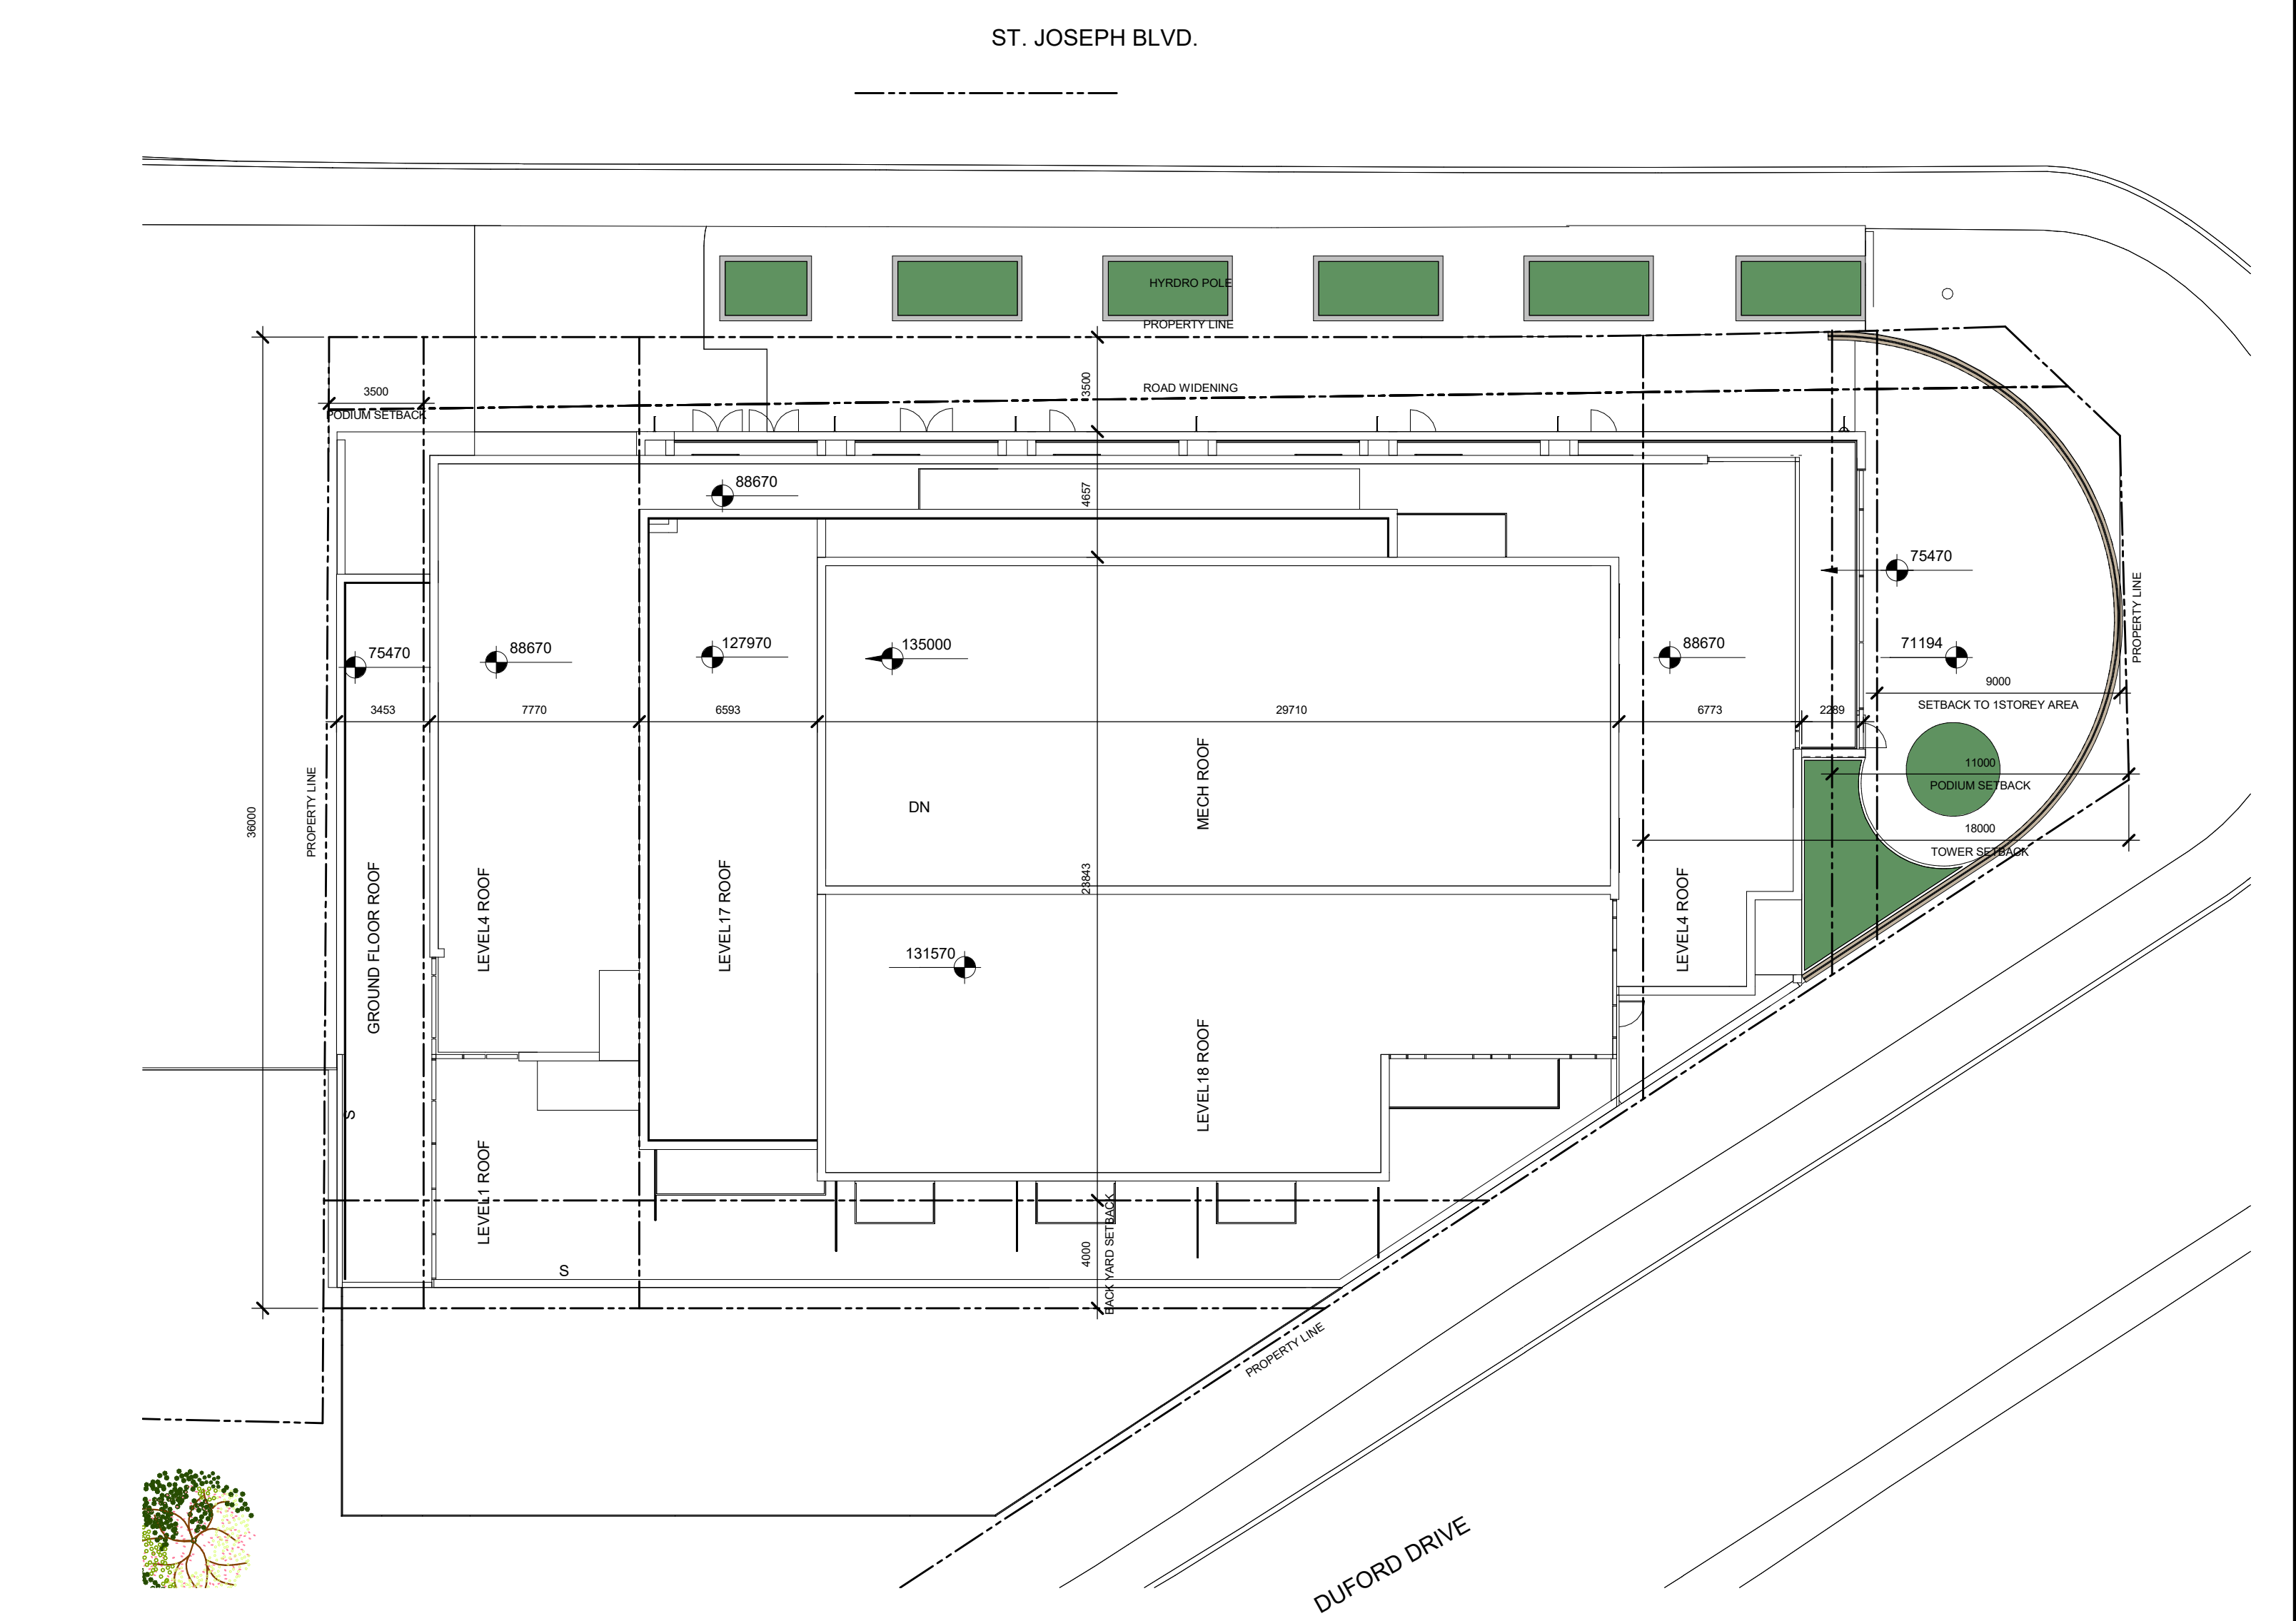 ST. JOSEPH BLVD.
HYRDRO POLE
PROPERTY LINE
3500
PODIUM SETBACK
3500
ROAD WIDENING
88670
4657
75470
PROPERTY LINE
75470
88670
127970
135000
88670
71194
9000
SETBACK TO 1STOREY AREA
3453
7770
6593
29710
6773
2289
11000
PODIUM SETBACK
18000
TOWER SETBACK
36000
PROPERTY LINE
DN
MECH ROOF
23843
GROUND FLOOR ROOF
LEVEL4 ROOF
LEVEL17 ROOF
LEVEL4 ROOF
131570
LEVEL18 ROOF
S
LEVEL1 ROOF
S
4000
BACK YARD SETBACK
PROPERTY LINE
DUFORD DRIVE